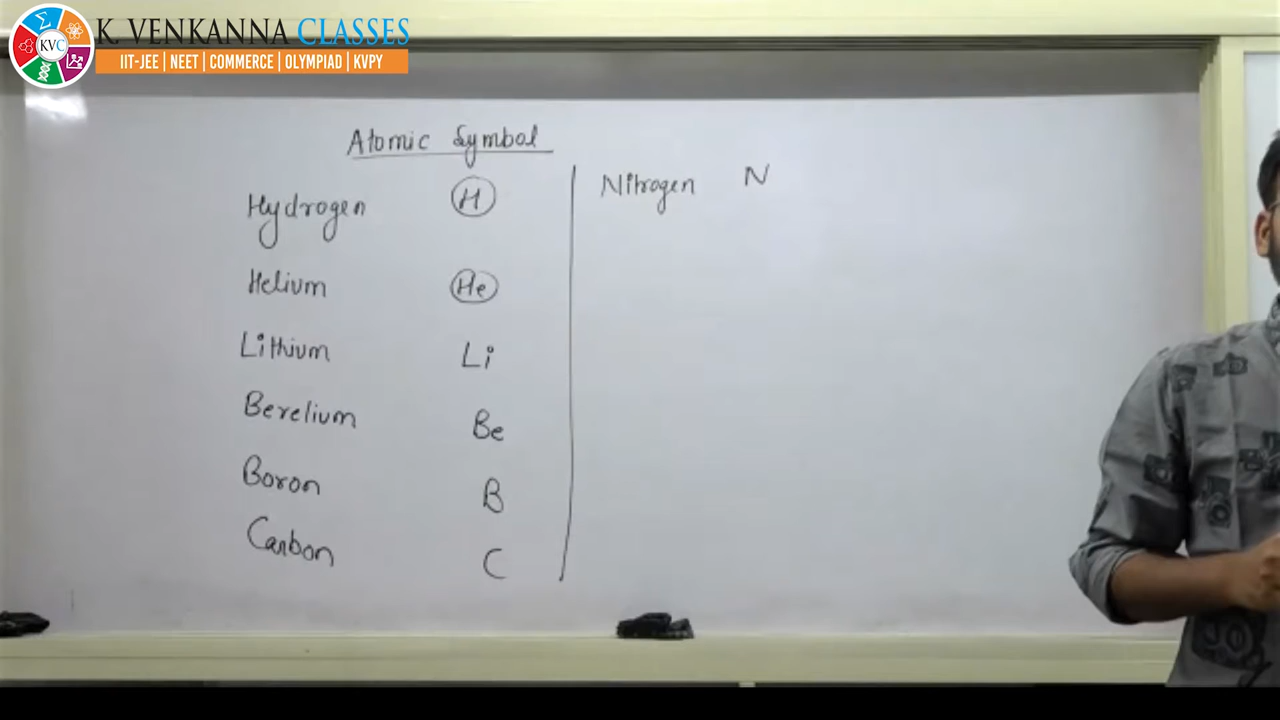 KVC
K. VENKANNA CLASSES
IIT-JEE | NEET | COMMERCE | OLYMPIAD | KVPY
Atomic Symbol
Hydrogen H
Helium He
Lithium Li
Berelium Be
Boron B
Carbon C
Nitrogen N